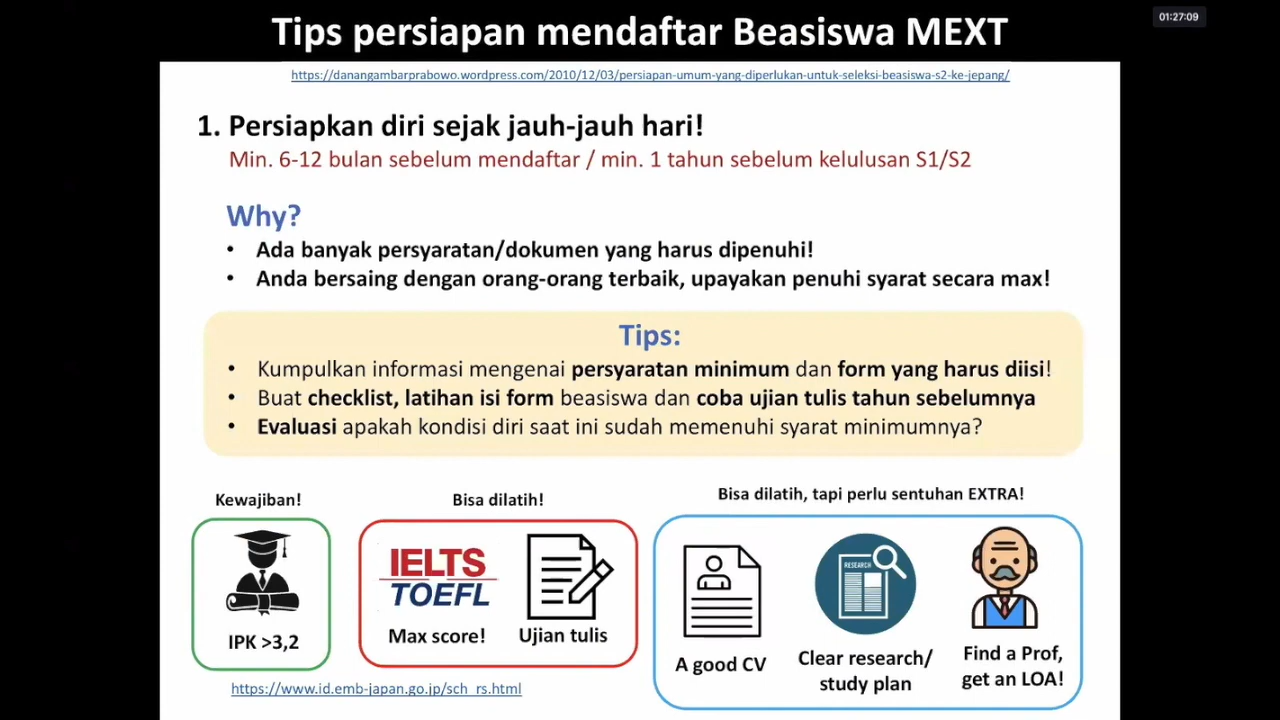 Tips persiapan mendaftar Beasiswa MEXT
01:27:09
https://danangambarprabowo.wordpress.com/2010/12/03/persiapan-umum-yang-diperlukan-untuk-seleksi-beasiswa-s2-ke-jepang/
1. Persiapkan diri sejak jauh-jauh hari!
Min. 6-12 bulan sebelum mendaftar / min. 1 tahun sebelum kelulusan S1/S2
Why?
• Ada banyak persyaratan/dokumen yang harus dipenuhi!
• Anda bersaing dengan orang-orang terbaik, upayakan penuhi syarat secara max!
Tips:
• Kumpulkan informasi mengenai persyaratan minimum dan form yang harus diisi!
• Buat checklist, latihan isi form beasiswa dan coba ujian tulis tahun sebelumnya
• Evaluasi apakah kondisi diri saat ini sudah memenuhi syarat minimumnya?
Kewajiban!
IPK >3,2
Bisa dilatih!
IELTS
TOEFL
Max score!
Ujian tulis
Bisa dilatih, tapi perlu sentuhan EXTRA!
A good CV
RESEARCH
Clear research/
study plan
Find a Prof,
get an LOA!
https://www.id.emb-japan.go.jp/sch_rs.html